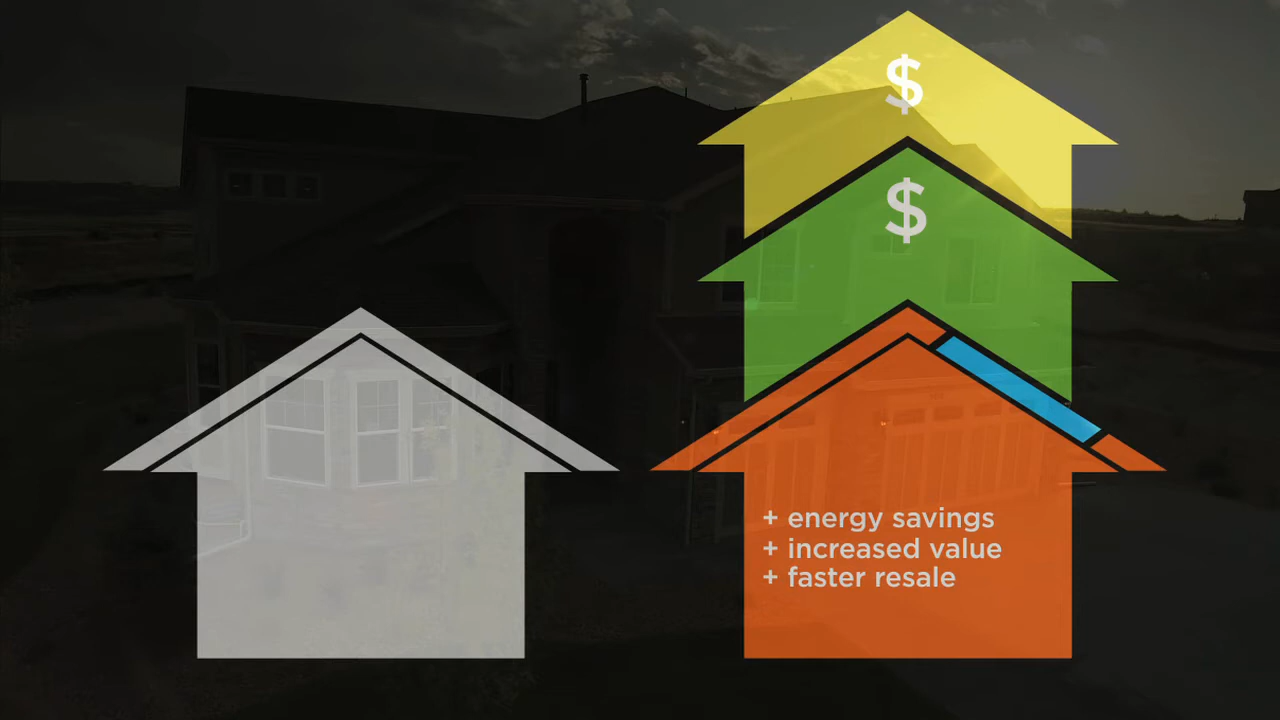 $
$
+ energy savings
+ increased value
+ faster resale